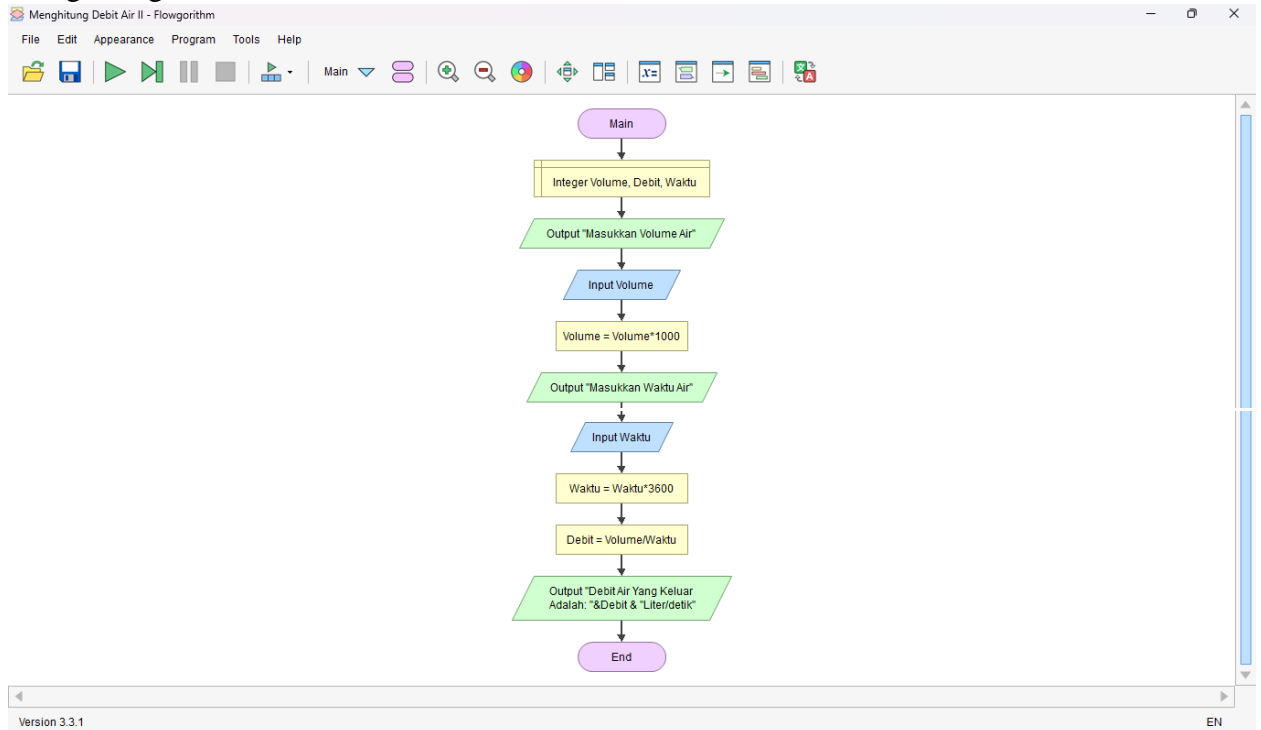 Menghitung Debit Air II - Flowgorithm
File Edit Appearance Program Tools Help
Main
x=
Main
Integer Volume, Debit, Waktu
Output "Masukkan Volume Air"
Input Volume
Volume = Volume*1000
Output "Masukkan Waktu Air"
Input Waktu
Waktu = Waktu*3600
Debit = Volume/Waktu
Output "Debit Air Yang Keluar
Adalah: "&Debit & "Liter/detik"
End
Version 3.3.1
EN